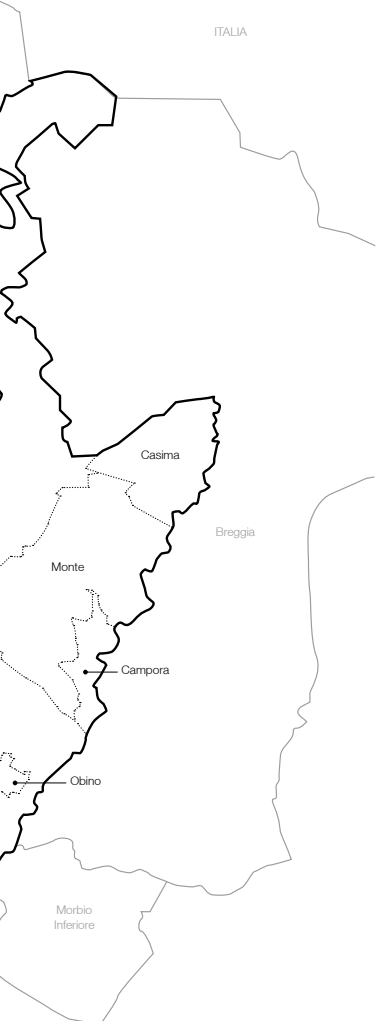 ITALIA
Casima
Breggia
Monte
Campora
Obino
Morbio
Inferiore